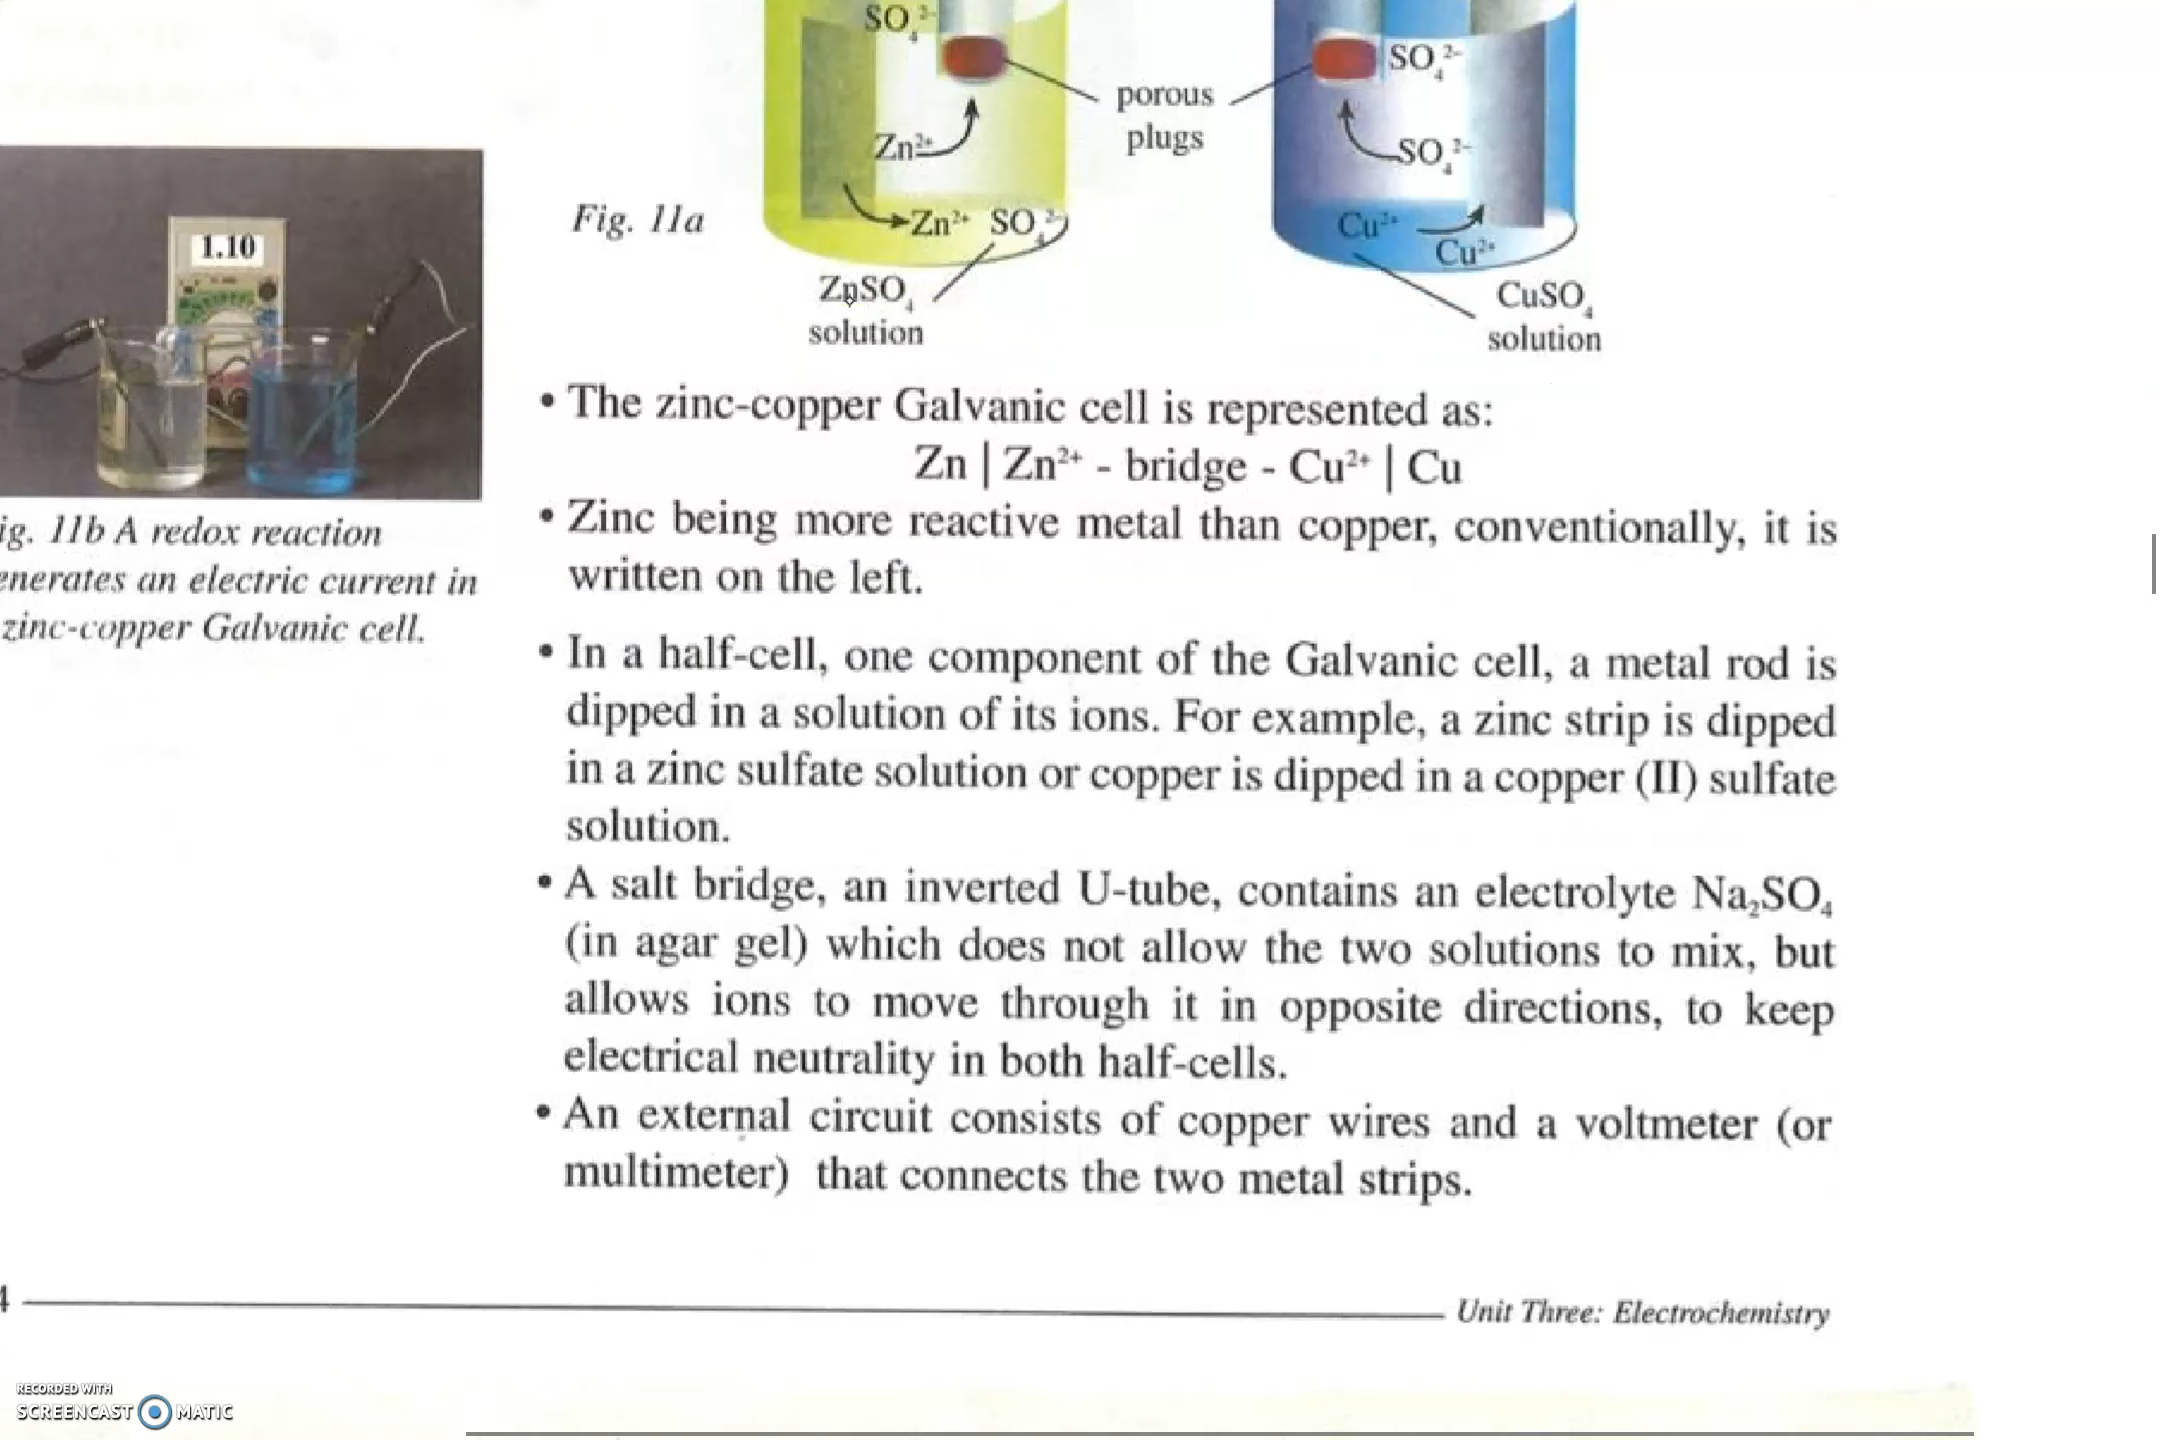 SO₄²⁻
SO₄²⁻
porous
plugs
Zn²⁺
SO₄²⁻
Fig. 11a
Zn²⁺ SO₄²⁻
Cu²⁺
Cu²⁺
1.10
ZnSO₄
solution
CuSO₄
solution
• The zinc-copper Galvanic cell is represented as:
Zn | Zn²⁺ - bridge - Cu²⁺ | Cu
• Zinc being more reactive metal than copper, conventionally, it is
written on the left.
ig. 11b A redox reaction
enerates an electric current in
zinc-copper Galvanic cell.
• In a half-cell, one component of the Galvanic cell, a metal rod is
dipped in a solution of its ions. For example, a zinc strip is dipped
in a zinc sulfate solution or copper is dipped in a copper (II) sulfate
solution.
• A salt bridge, an inverted U-tube, contains an electrolyte Na₂SO₄
(in agar gel) which does not allow the two solutions to mix, but
allows ions to move through it in opposite directions, to keep
electrical neutrality in both half-cells.
• An external circuit consists of copper wires and a voltmeter (or
multimeter) that connects the two metal strips.
4
Unit Three: Electrochemistry
RECORDED WITH
SCREENCAST MATIC